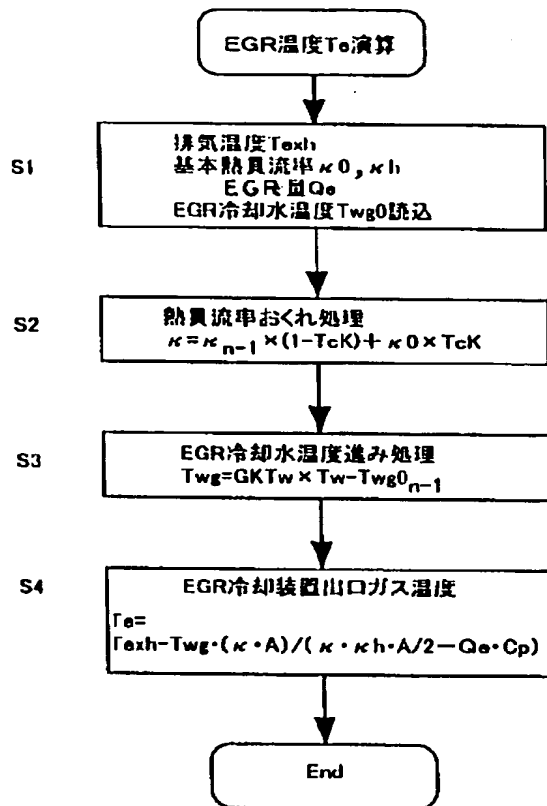 EGR温度Te演算
S1
排気温度Texh
基本熱貫流率κ0,κh
EGR量Qe
EGR冷却水温度Twg0読込
S2
熱貫流率おくれ処理
κ=κn-1×(1-TcK)+κ0×TcK
S3
EGR冷却水温度進み処理
Twg=GKTw×Tw-Twg0n-1
S4
EGR冷却装置出口ガス温度
Te=
Texh-Twg・(κ・A)/(κ・κh・A/2-Qe・Cp)
End